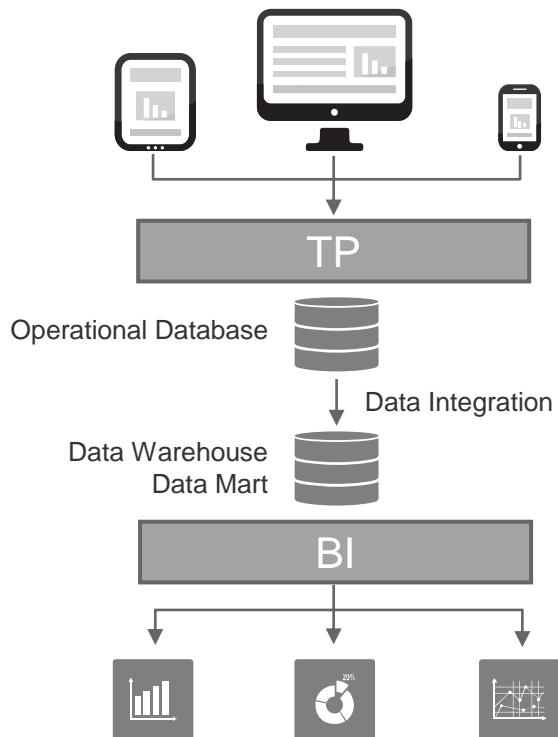 TP
Operational Database
Data Integration
Data Warehouse
Data Mart
BI
20%